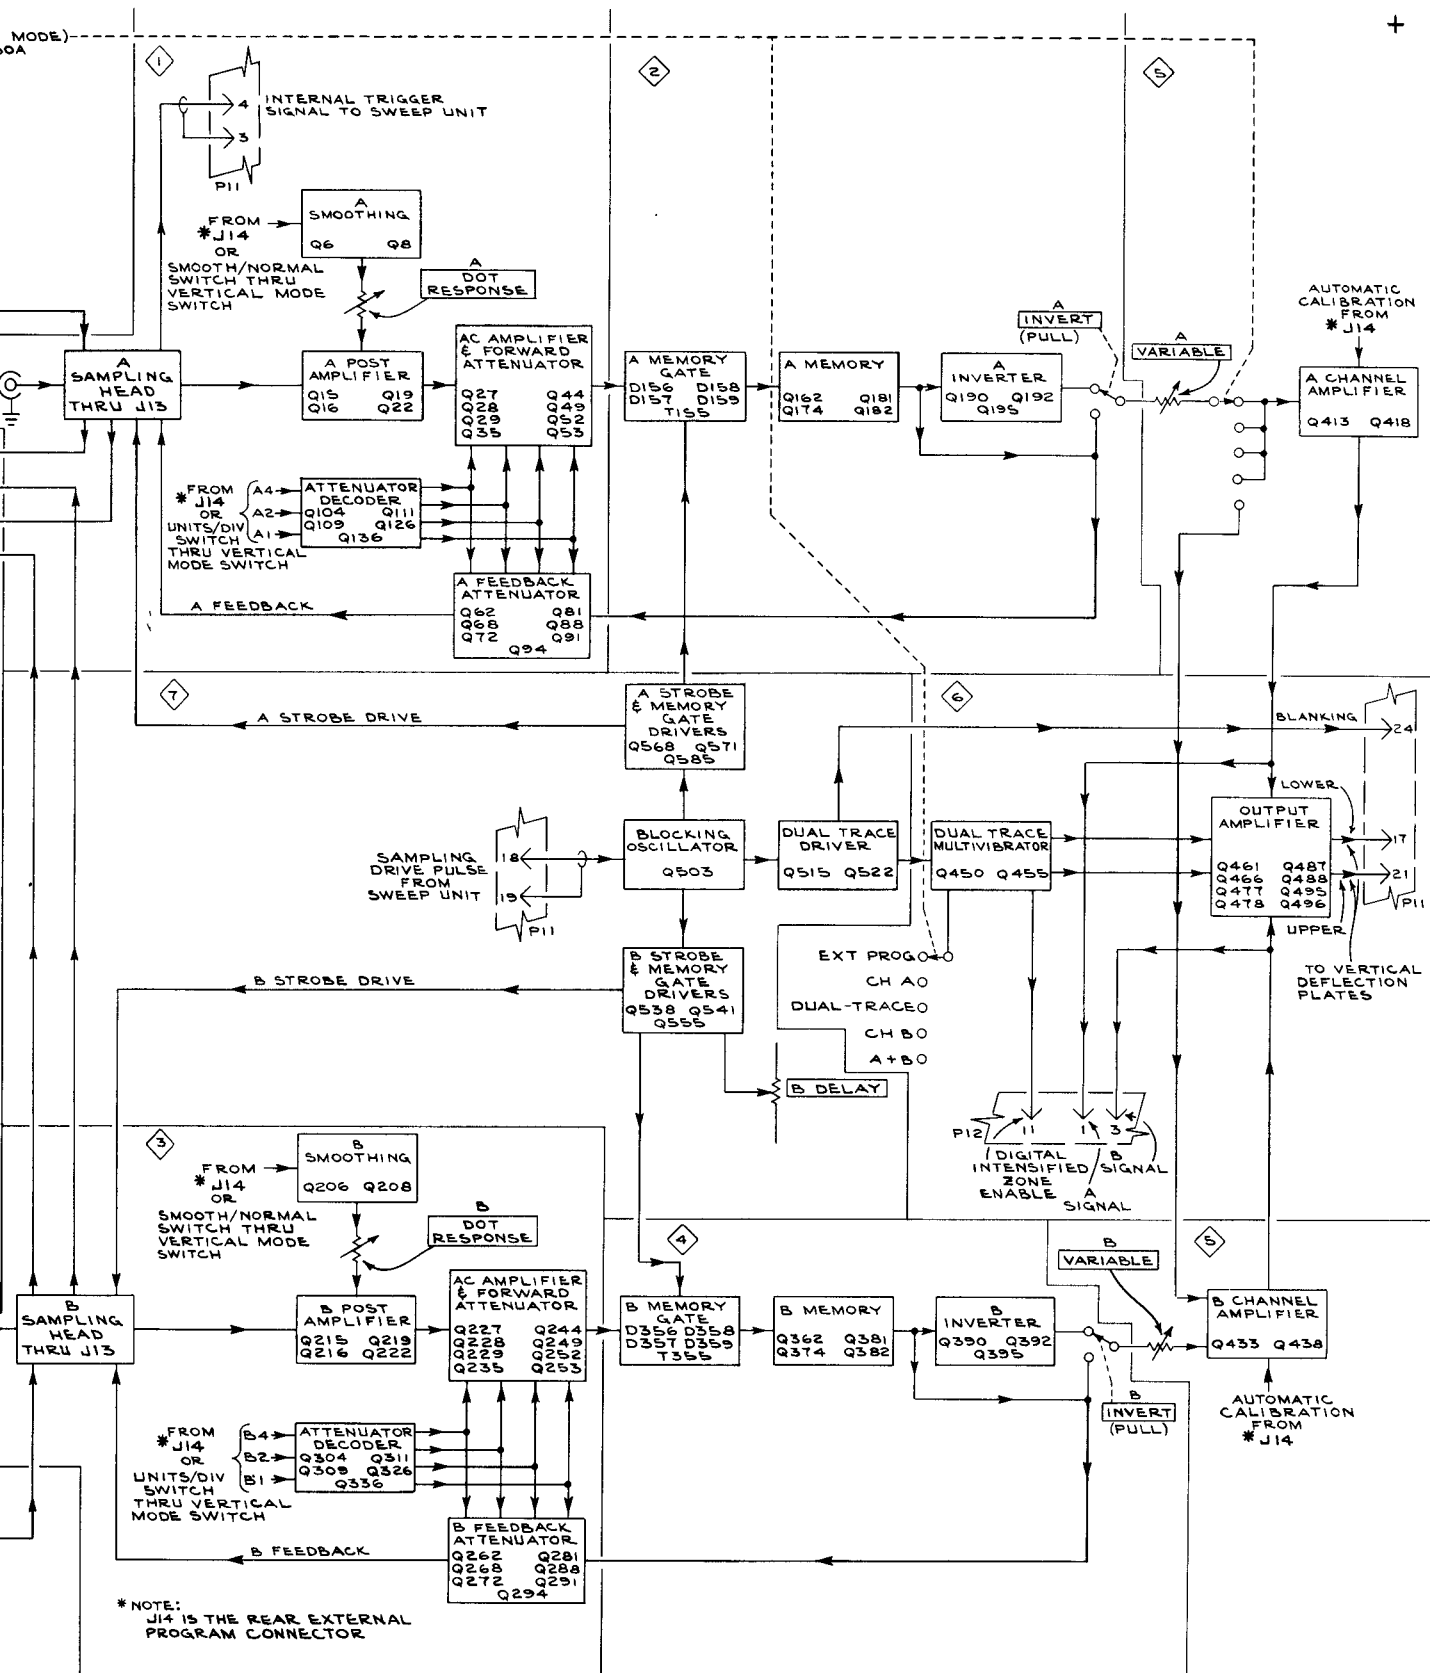 MODE)
50A
1
2
5
4
3
P11
INTERNAL TRIGGER
SIGNAL TO SWEEP UNIT
FROM
*J14
OR
SMOOTH/NORMAL
SWITCH THRU
VERTICAL MODE
SWITCH
A
SMOOTHING
Q6 Q8
A
DOT
RESPONSE
A
SAMPLING
HEAD
THRU J13
A POST
AMPLIFIER
Q15 Q19
Q16 Q22
AC AMPLIFIER
& FORWARD
ATTENUATOR
Q27 Q44
Q28 Q49
Q29 Q52
Q35 Q53
A MEMORY
GATE
D156 D158
D157 D159
T155
A MEMORY
Q162 Q181
Q174 Q182
A
INVERTER
Q190 Q192
Q195
A
INVERT
(PULL)
A
VARIABLE
AUTOMATIC
CALIBRATION
FROM
*J14
A CHANNEL
AMPLIFIER
Q413 Q418
*FROM
J14
OR
UNITS/DIV
SWITCH
THRU VERTICAL
MODE SWITCH
A4
A2
A1
ATTENUATOR
DECODER
Q104 Q111
Q109 Q126
Q136
A FEEDBACK
ATTENUATOR
Q62 Q81
Q68 Q88
Q72 Q91
Q94
A FEEDBACK
7
6
A STROBE DRIVE
A STROBE
& MEMORY
GATE
DRIVERS
Q568 Q571
Q585
BLANKING
24
SAMPLING
DRIVE PULSE
FROM
SWEEP UNIT
18
19
P11
BLOCKING
OSCILLATOR
Q503
DUAL TRACE
DRIVER
Q515 Q522
DUAL TRACE
MULTIVIBRATOR
Q450 Q455
OUTPUT
AMPLIFIER
Q461 Q487
Q466 Q488
Q477 Q495
Q478 Q496
LOWER
17
21
P11
UPPER
TO VERTICAL
DEFLECTION
PLATES
B STROBE DRIVE
B STROBE
& MEMORY
GATE
DRIVERS
Q538 Q541
Q555
EXT PROG
CH A
DUAL-TRACE
CH B
A+B
B DELAY
P12
11
1
3
DIGITAL
INTENSIFIED
ZONE
ENABLE
A
SIGNAL
B
SIGNAL
3
4
5
FROM
*J14
OR
SMOOTH/NORMAL
SWITCH THRU
VERTICAL MODE
SWITCH
B
SMOOTHING
Q206 Q208
B
DOT
RESPONSE
B
SAMPLING
HEAD
THRU J13
B POST
AMPLIFIER
Q215 Q219
Q216 Q222
AC AMPLIFIER
& FORWARD
ATTENUATOR
Q227 Q244
Q228 Q249
Q229 Q252
Q235 Q253
B MEMORY
GATE
D356 D358
D357 D359
T355
B MEMORY
Q362 Q381
Q374 Q382
B
INVERTER
Q390 Q392
Q395
B
VARIABLE
B
INVERT
(PULL)
B CHANNEL
AMPLIFIER
Q433 Q438
AUTOMATIC
CALIBRATION
FROM
*J14
FROM
*J14
OR
UNITS/DIV
SWITCH
THRU VERTICAL
MODE SWITCH
B4
B2
B1
ATTENUATOR
DECODER
Q304 Q311
Q309 Q326
Q336
B FEEDBACK
ATTENUATOR
Q262 Q281
Q268 Q288
Q272 Q291
Q294
B FEEDBACK
*NOTE:
J14 IS THE REAR EXTERNAL
PROGRAM CONNECTOR